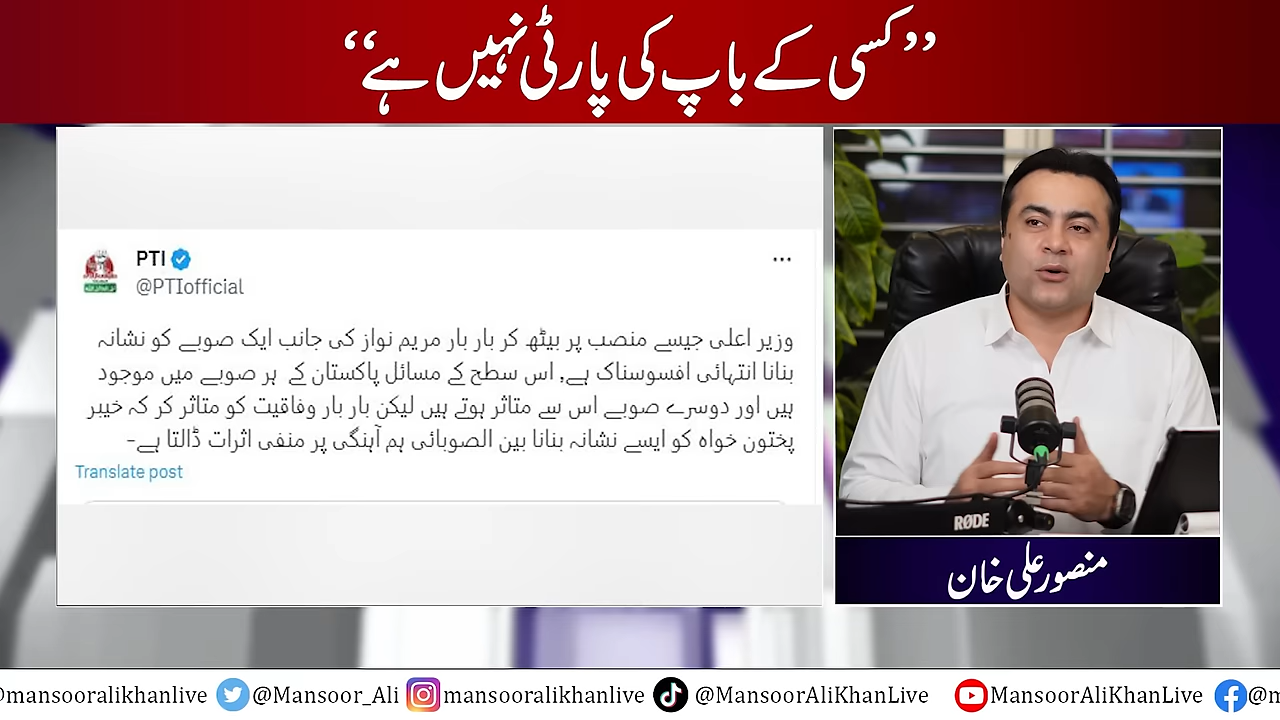 ”کسی کے باپ کی پارٹی نہیں ہے“
PTI
@PTIofficial
وزیر اعلی جیسے منصب پر بیٹھ کر بار بار مریم نواز کی جانب ایک صوبے کو نشانہ
بنانا انتہائی افسوسناک ہے, اس سطح کے مسائل پاکستان کے ہر صوبے میں موجود
ہیں اور دوسرے صوبے اس سے متاثر ہوتے ہیں لیکن بار بار وفاقیت کو متاثر کر کہ خیبر
پختون خواہ کو ایسے نشانہ بنانا بین الصوبائی ہم آہنگی پر منفی اثرات ڈالتا ہے-
Translate post
RØDE
منصور علی خان
@mansooralikhanlive @Mansoor_Ali mansooralikhanlive @MansoorAliKhanLive MansoorAliKhanLive @m